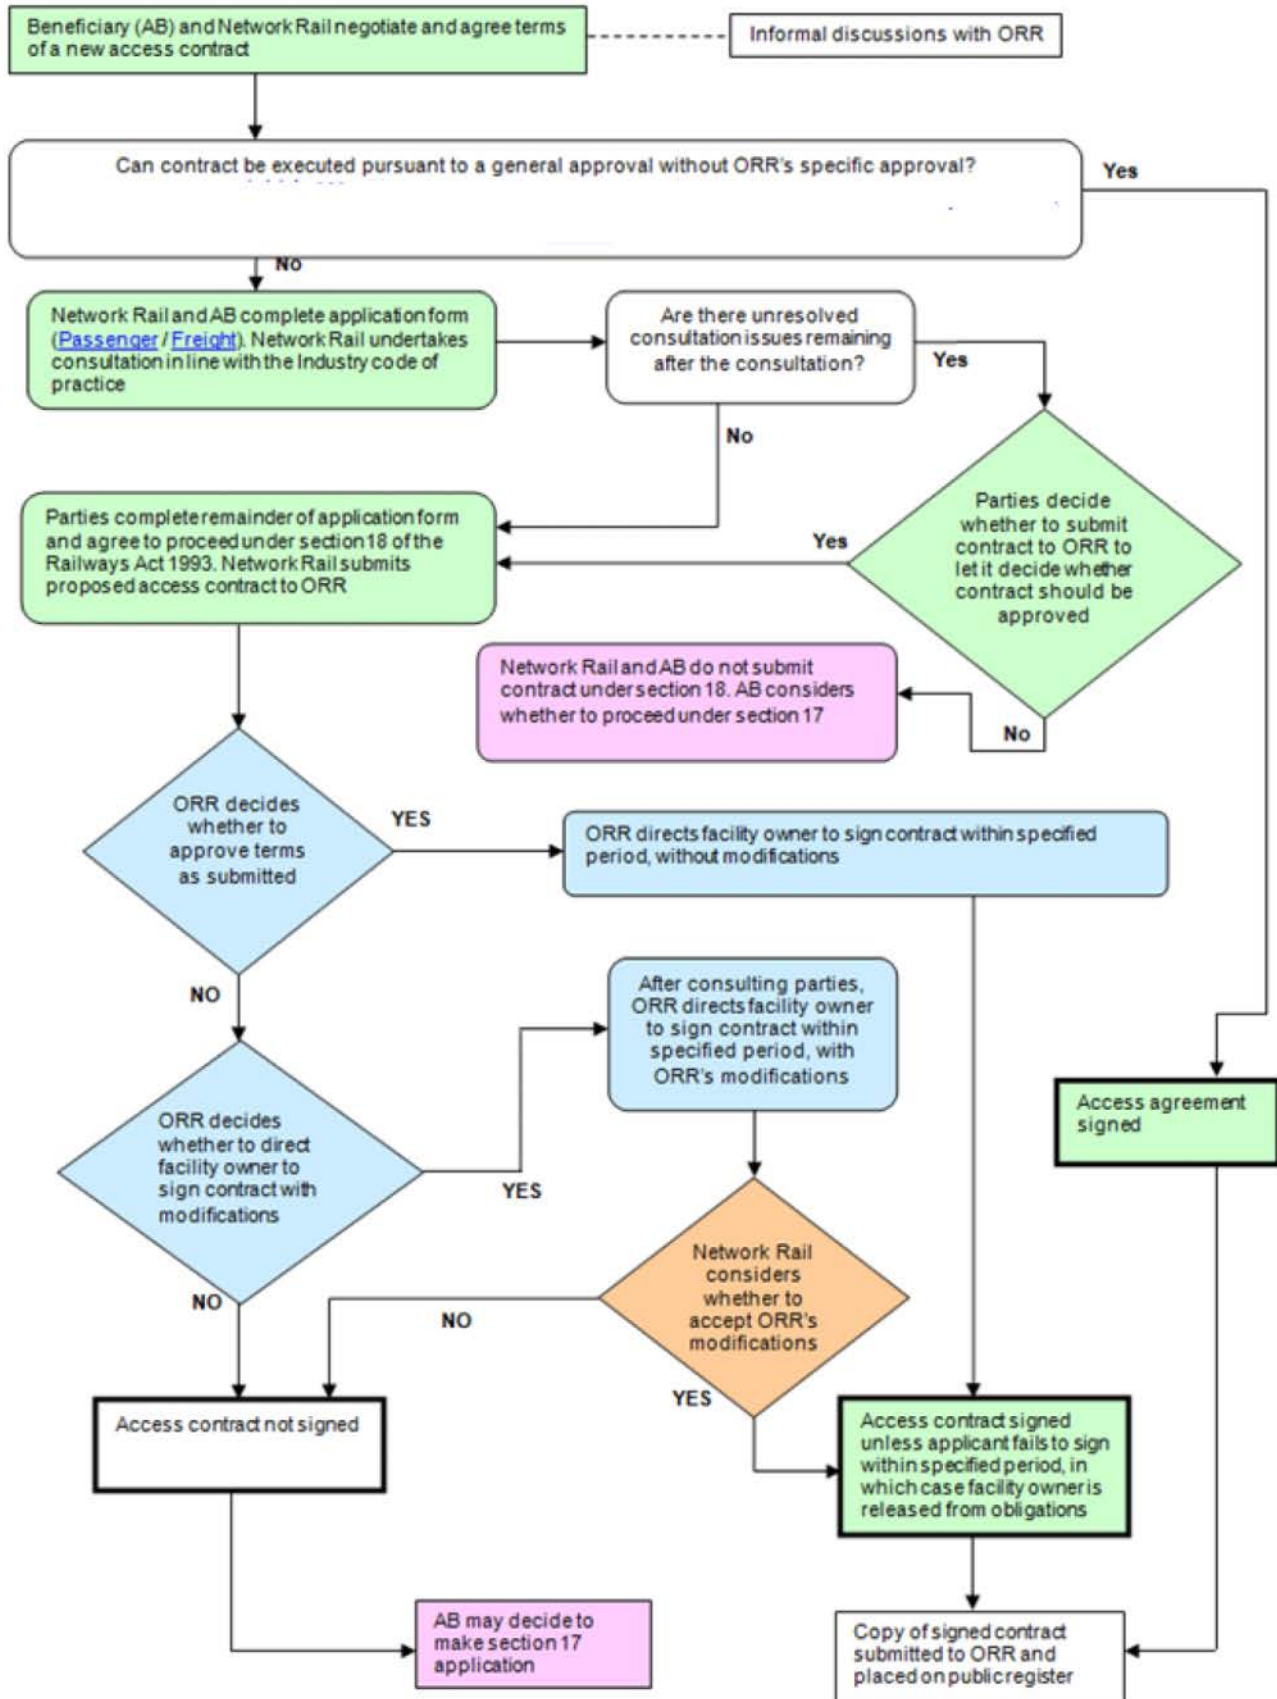 Beneficiary (AB) and Network Rail negotiate and agree terms
of a new access contract
Informal discussions with ORR
Can contract be executed pursuant to a general approval without ORR's specific approval?
Yes
No
Network Rail and AB complete application form
(Passenger / Freight). Network Rail undertakes
consultation in line with the Industry code of
practice
Are there unresolved
consultation issues remaining
after the consultation?
Yes
No
Parties decide
whether to submit
contract to ORR to
let it decide whether
contract should be
approved
Yes
No
Parties complete remainder of application form
and agree to proceed under section 18 of the
Railways Act 1993. Network Rail submits
proposed access contract to ORR
Network Rail and AB do not submit
contract under section 18. AB considers
whether to proceed under section 17
ORR decides
whether to
approve terms
as submitted
YES
NO
ORR directs facility owner to sign contract within specified
period, without modifications
After consulting parties,
ORR directs facility owner
to sign contract within
specified period, with
ORR's modifications
ORR decides
whether to direct
facility owner to
sign contract with
modifications
YES
NO
Access agreement
signed
Network Rail
considers
whether to
accept ORR's
modifications
NO
YES
Access contract not signed
Access contract signed
unless applicant fails to sign
within specified period, in
which case facility owner is
released from obligations
AB may decide to
make section 17
application
Copy of signed contract
submitted to ORR and
placed on public register